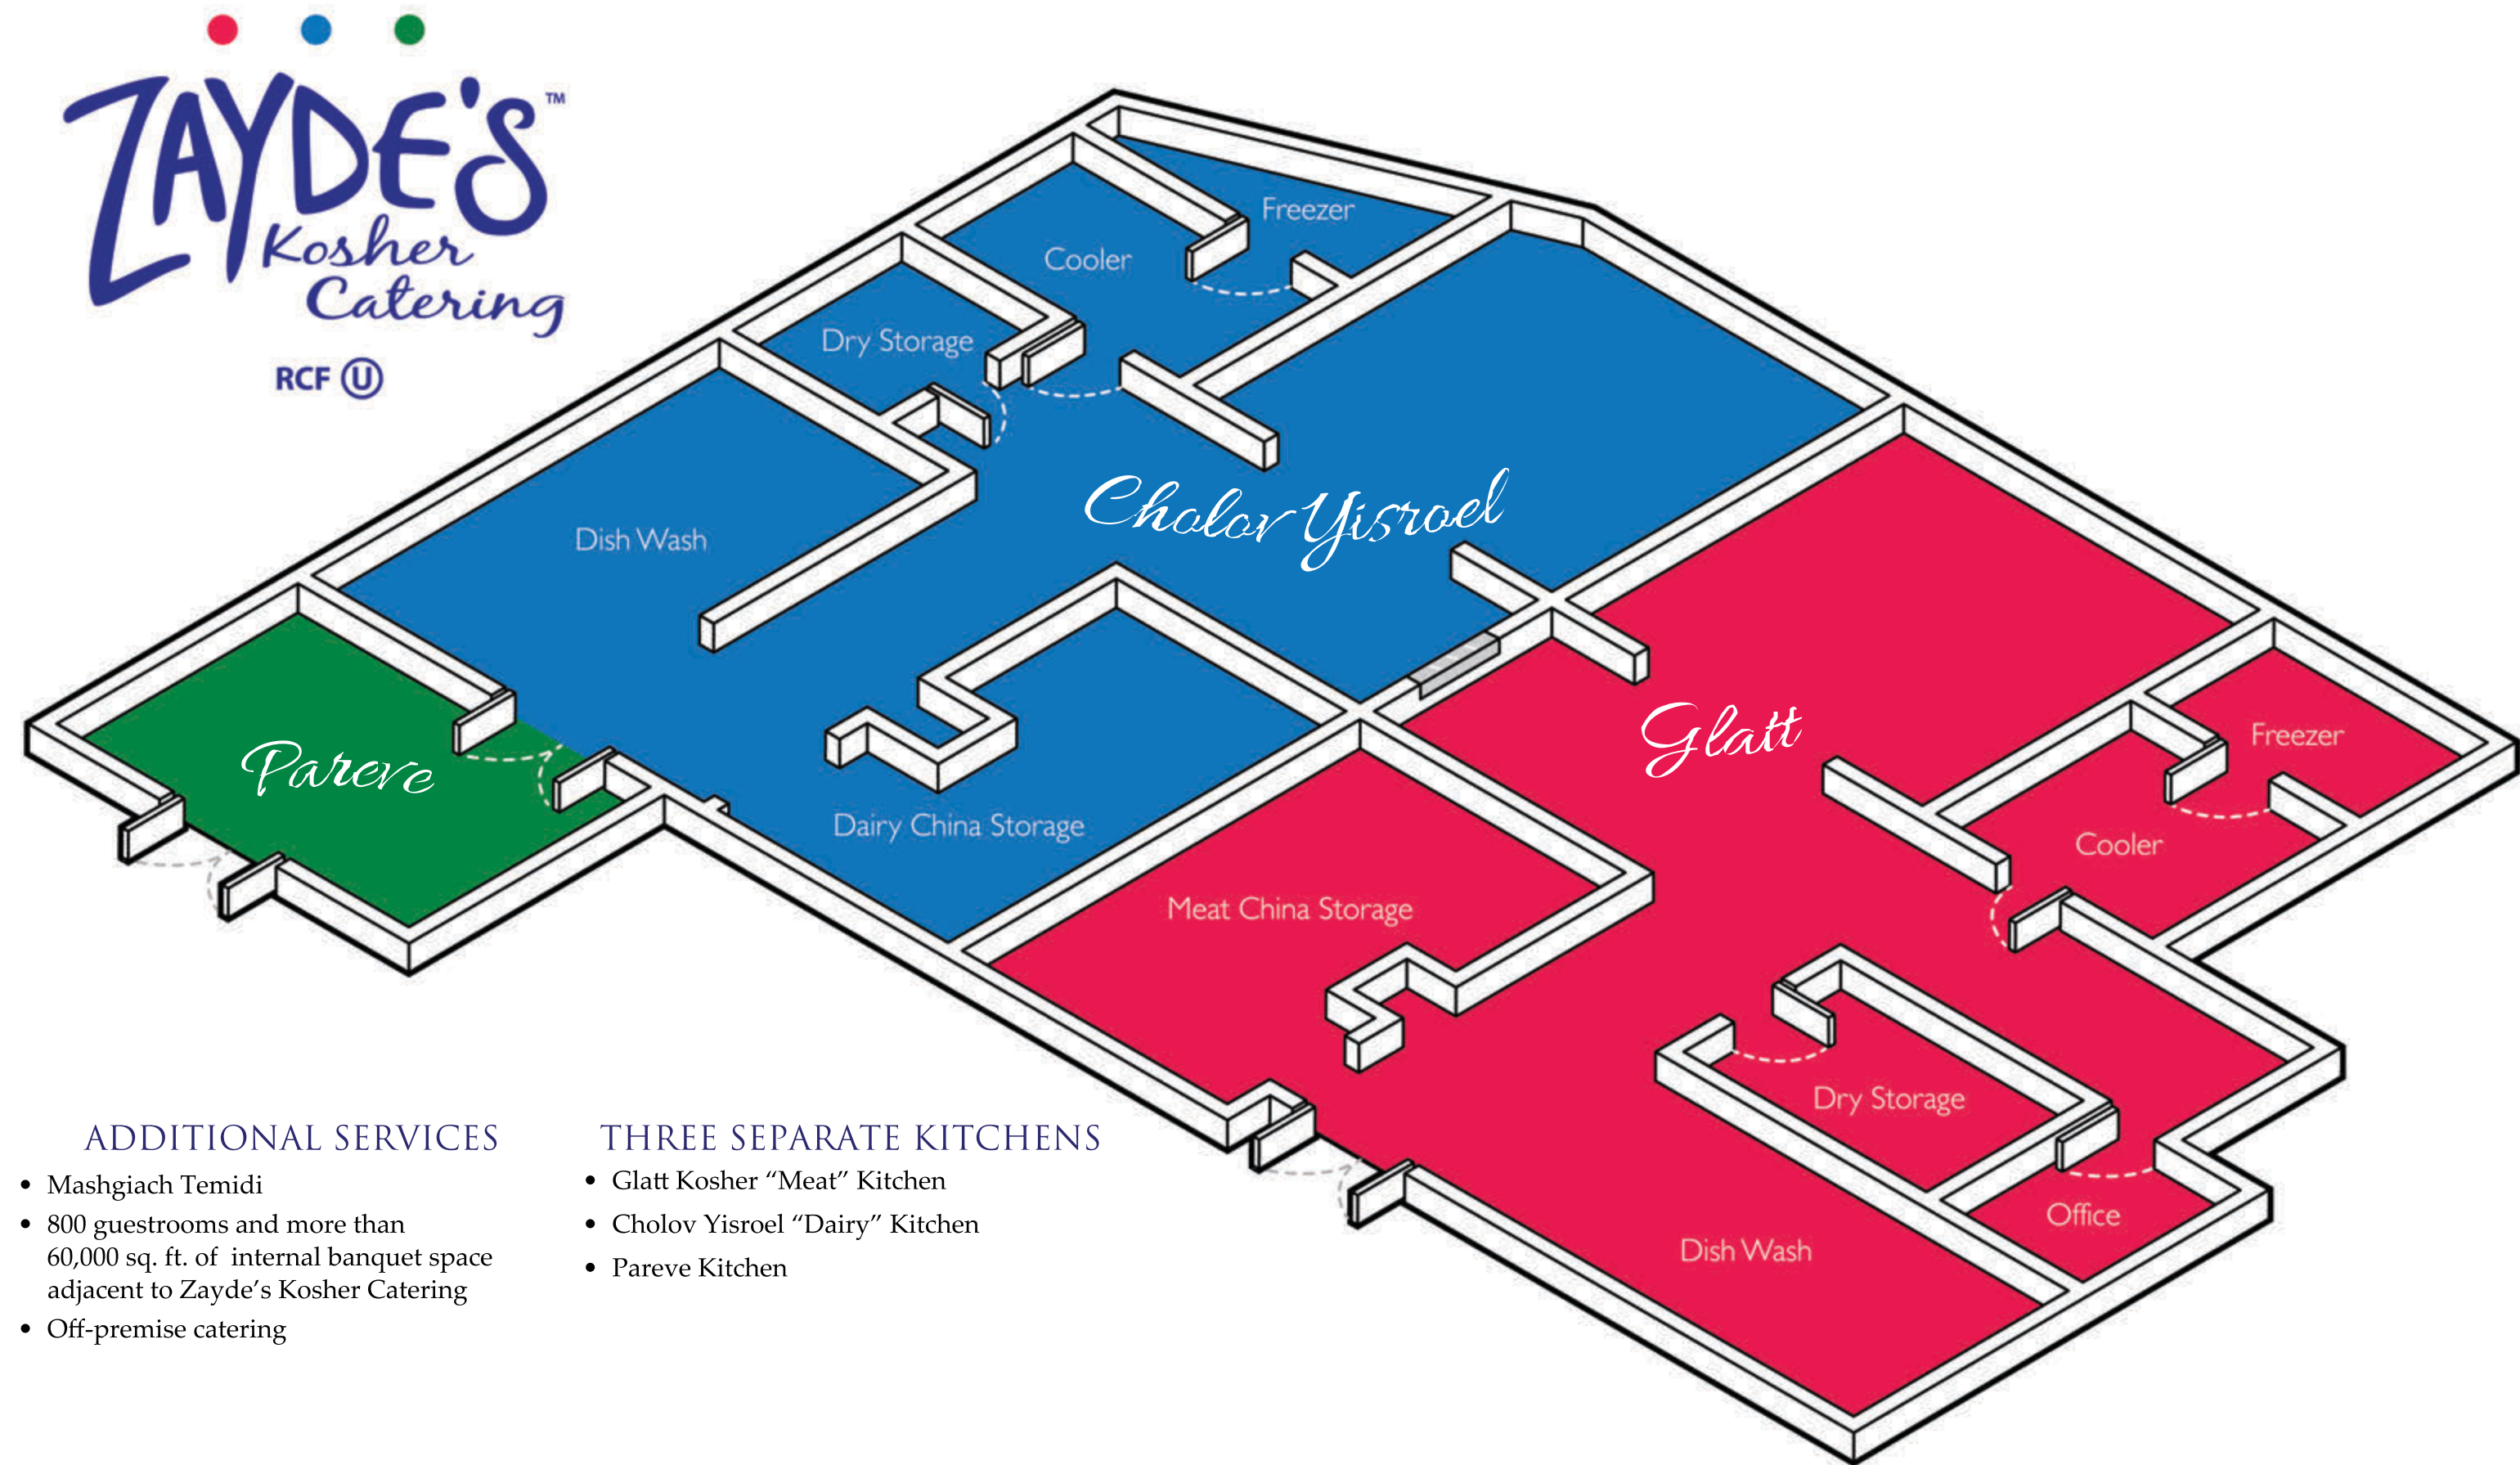 ZAYDE'S™
Kosher
Catering
RCF Ⓤ
Freezer
Cooler
Dry Storage
Dish Wash
Cholov Yisroel
Pareve
Dairy China Storage
Glatt
Freezer
Cooler
Meat China Storage
Dry Storage
Office
Dish Wash
ADDITIONAL SERVICES
• Mashgiach Temidi
• 800 guestrooms and more than
60,000 sq. ft. of internal banquet space
adjacent to Zayde’s Kosher Catering
• Off-premise catering
THREE SEPARATE KITCHENS
• Glatt Kosher “Meat” Kitchen
• Cholov Yisroel “Dairy” Kitchen
• Pareve Kitchen